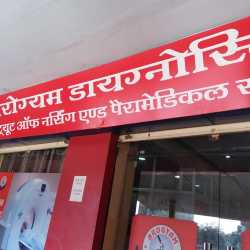 रोग्यम डायग्नोसि
ट्यूट ऑफ नर्सिंग एण्ड पैरामेडिकल स